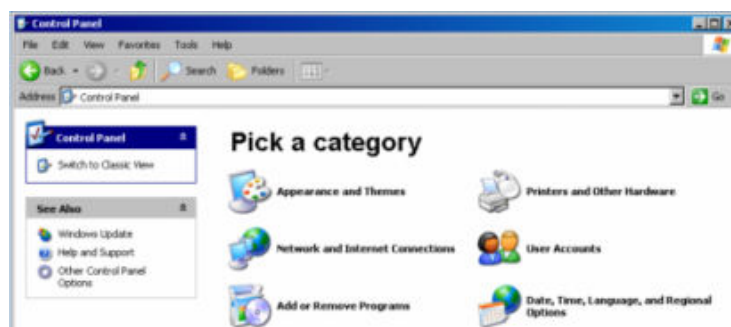 Control Panel
File Edit View Favorites Tools Help
Back Search Folders
Address Control Panel Go
Control Panel
Switch to Classic View
See Also
Windows Update
Help and Support
Other Control Panel
Options
Pick a category
Appearance and Themes
Printers and Other Hardware
Network and Internet Connections
User Accounts
Add or Remove Programs
Date, Time, Language, and Regional
Options